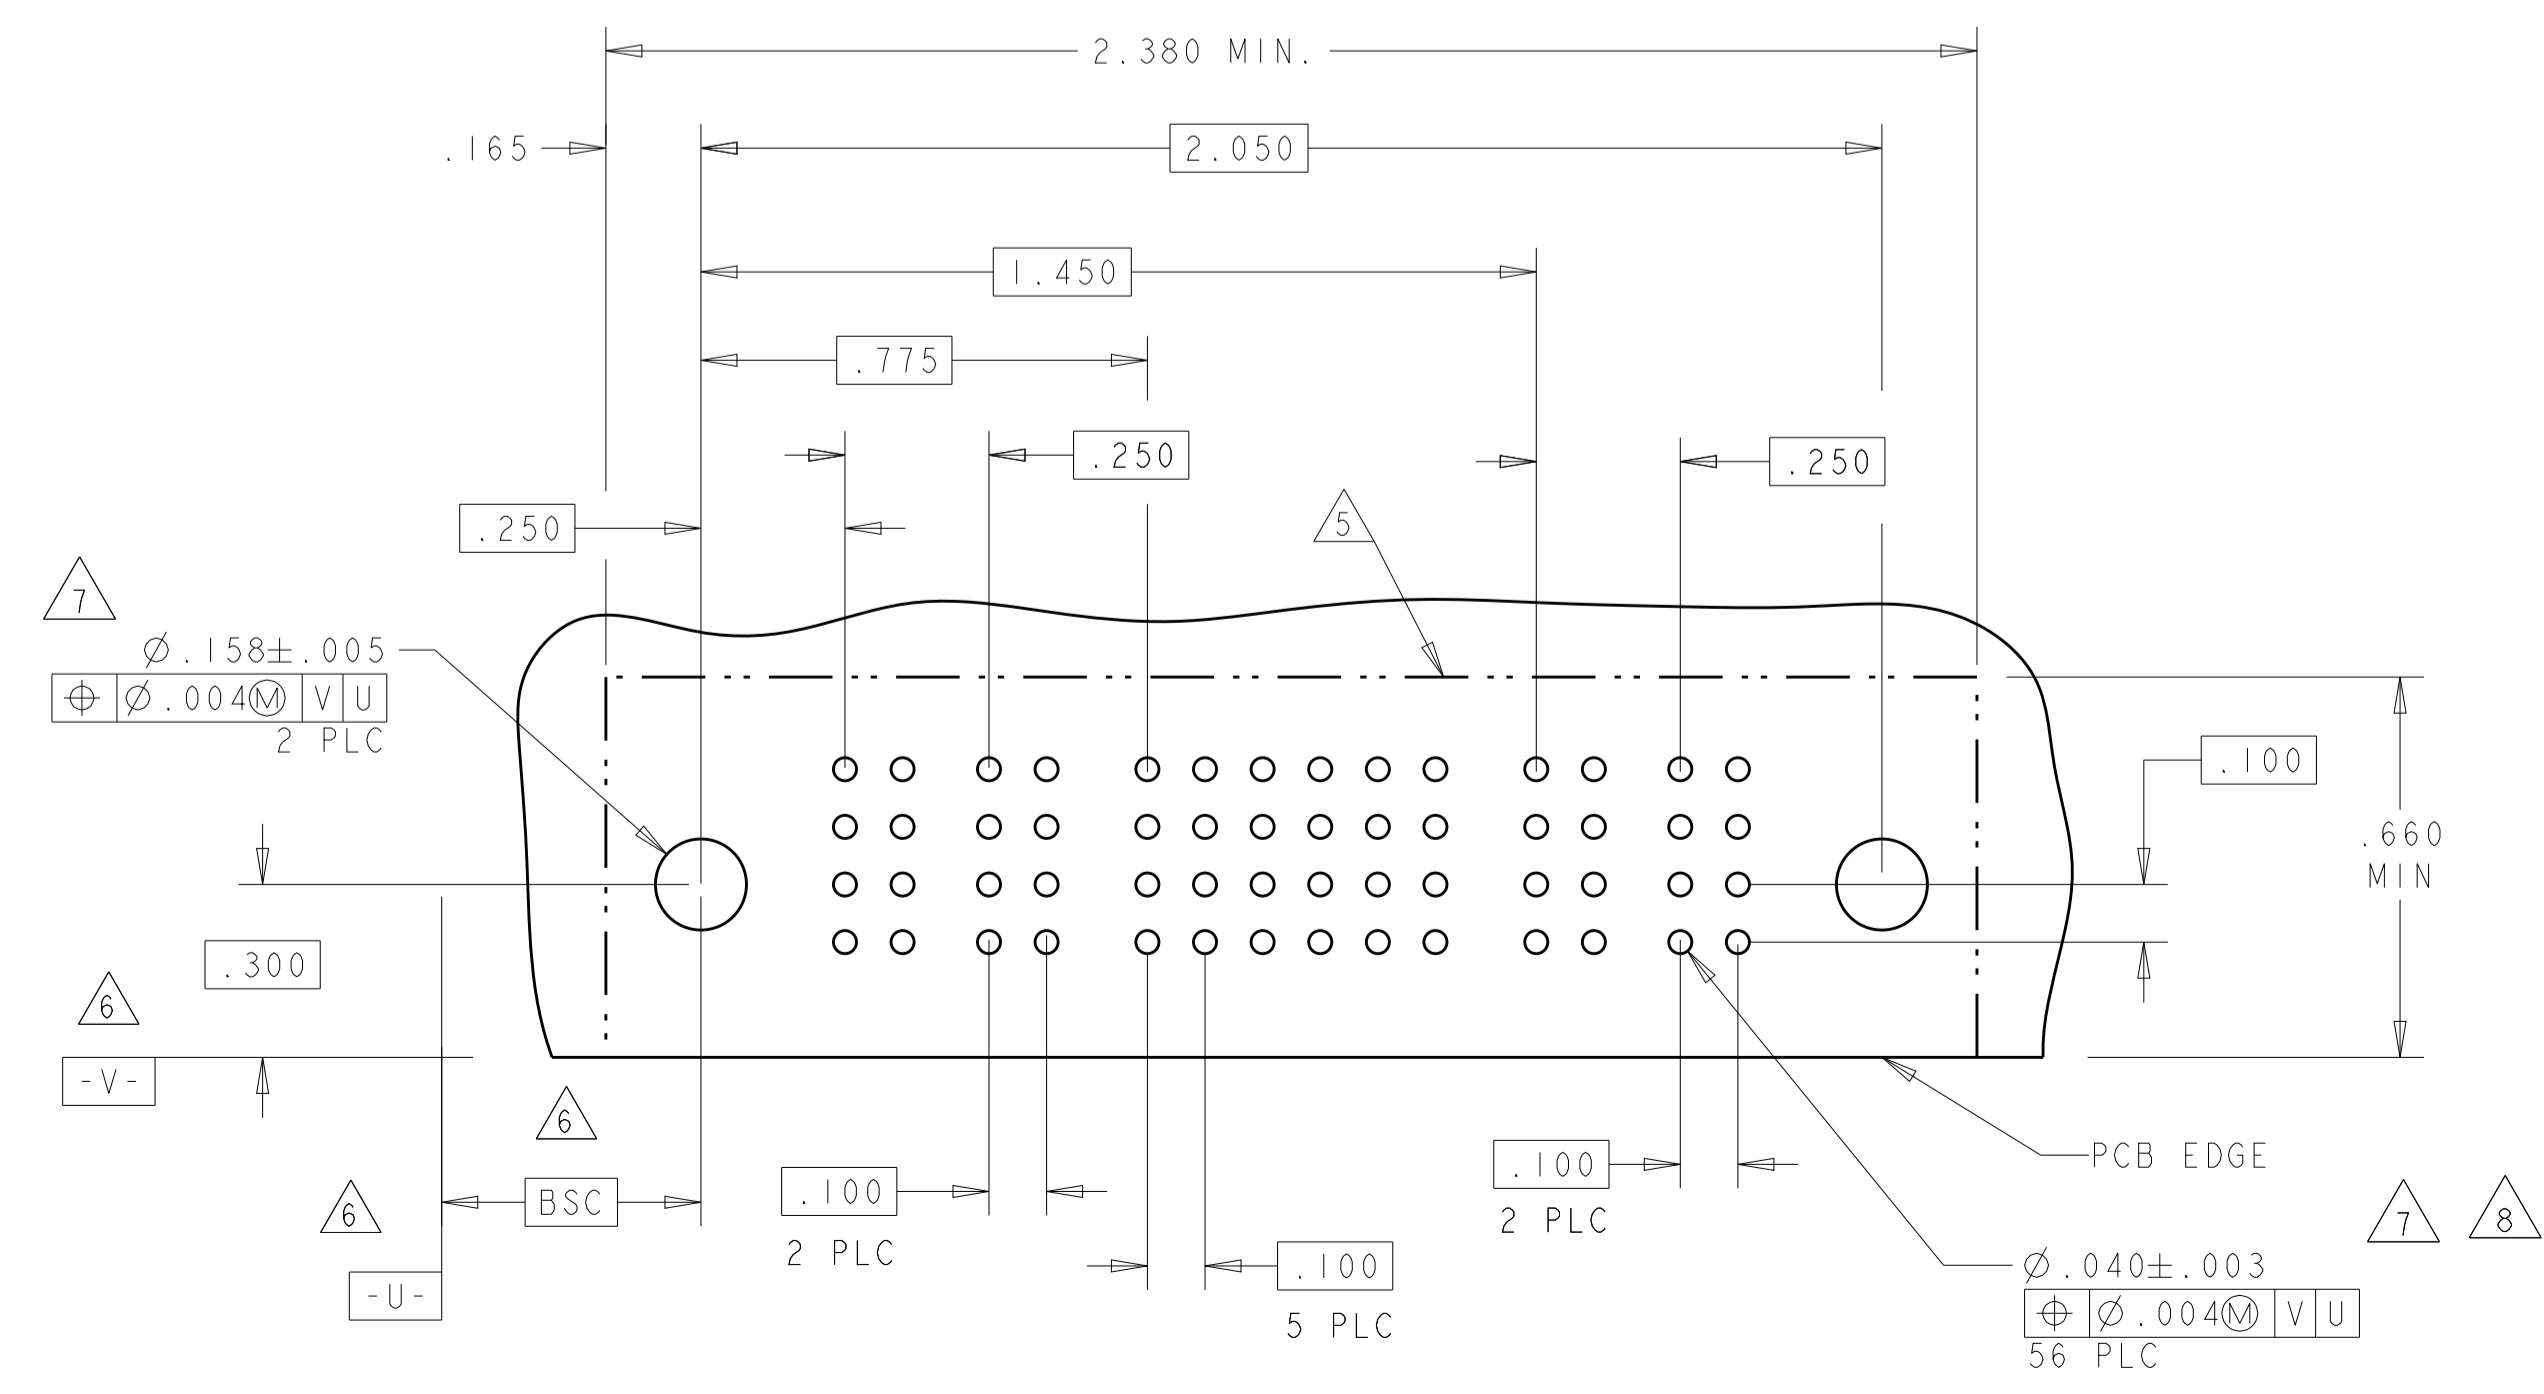 2.380 MIN.
.165
2.050
1.450
.775
.250
.250
.250
5
7
Ø.158±.005
⌖ Ø.004Ⓜ V U
2 PLC
.100
.660
MIN
.300
6
-V-
6
PCB EDGE
.100
2 PLC
.100
2 PLC
6
BSC
7 8
.100
5 PLC
Ø.040±.003
⌖ Ø.004Ⓜ V U
56 PLC
-U-